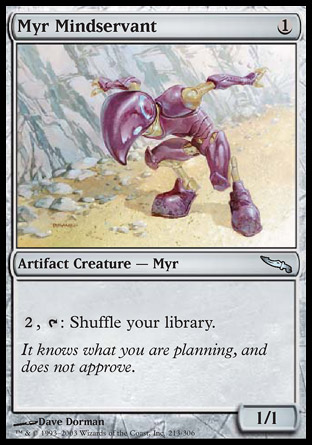 Myr Mindservant 1
Artifact Creature — Myr
2, : Shuffle your library.
It knows what you are planning, and
does not approve.
Dave Dorman
™ & © 1993–2003 Wizards of the Coast, Inc. 213/306
1/1